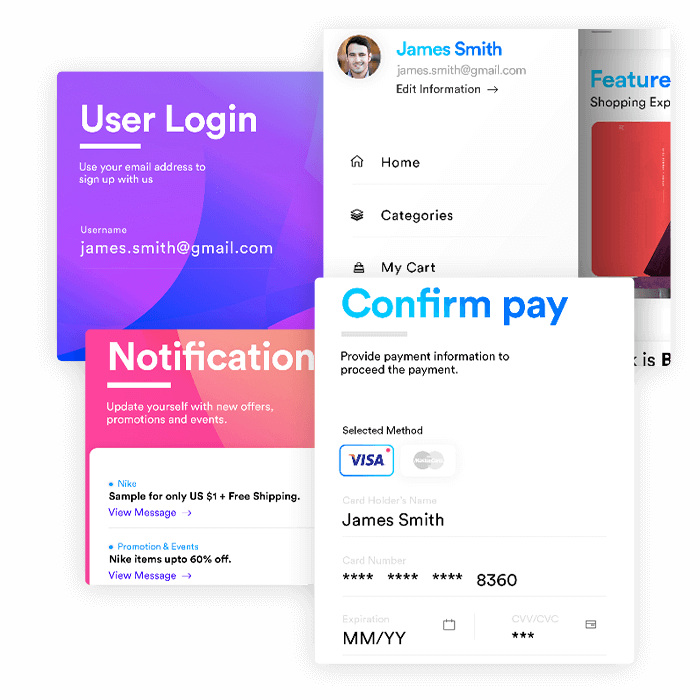 User Login
Use your email address to
sign up with us
Username
james.smith@gmail.com
James Smith
james.smith@gmail.com
Edit Information →
Home
Categories
My Cart
Feature
Shopping Exp
k is B
Notification
Update yourself with new offers,
promotions and events.
Nike
Sample for only US $1 + Free Shipping.
View Message →
Promotion & Events
Nike items upto 60% off.
View Message →
Confirm pay
Provide payment information to
proceed the payment.
Selected Method
VISA
MasterCard
Card Holder's Name
James Smith
Card Number
**** **** **** 8360
Expiration CVV/CVC
MM/YY ***